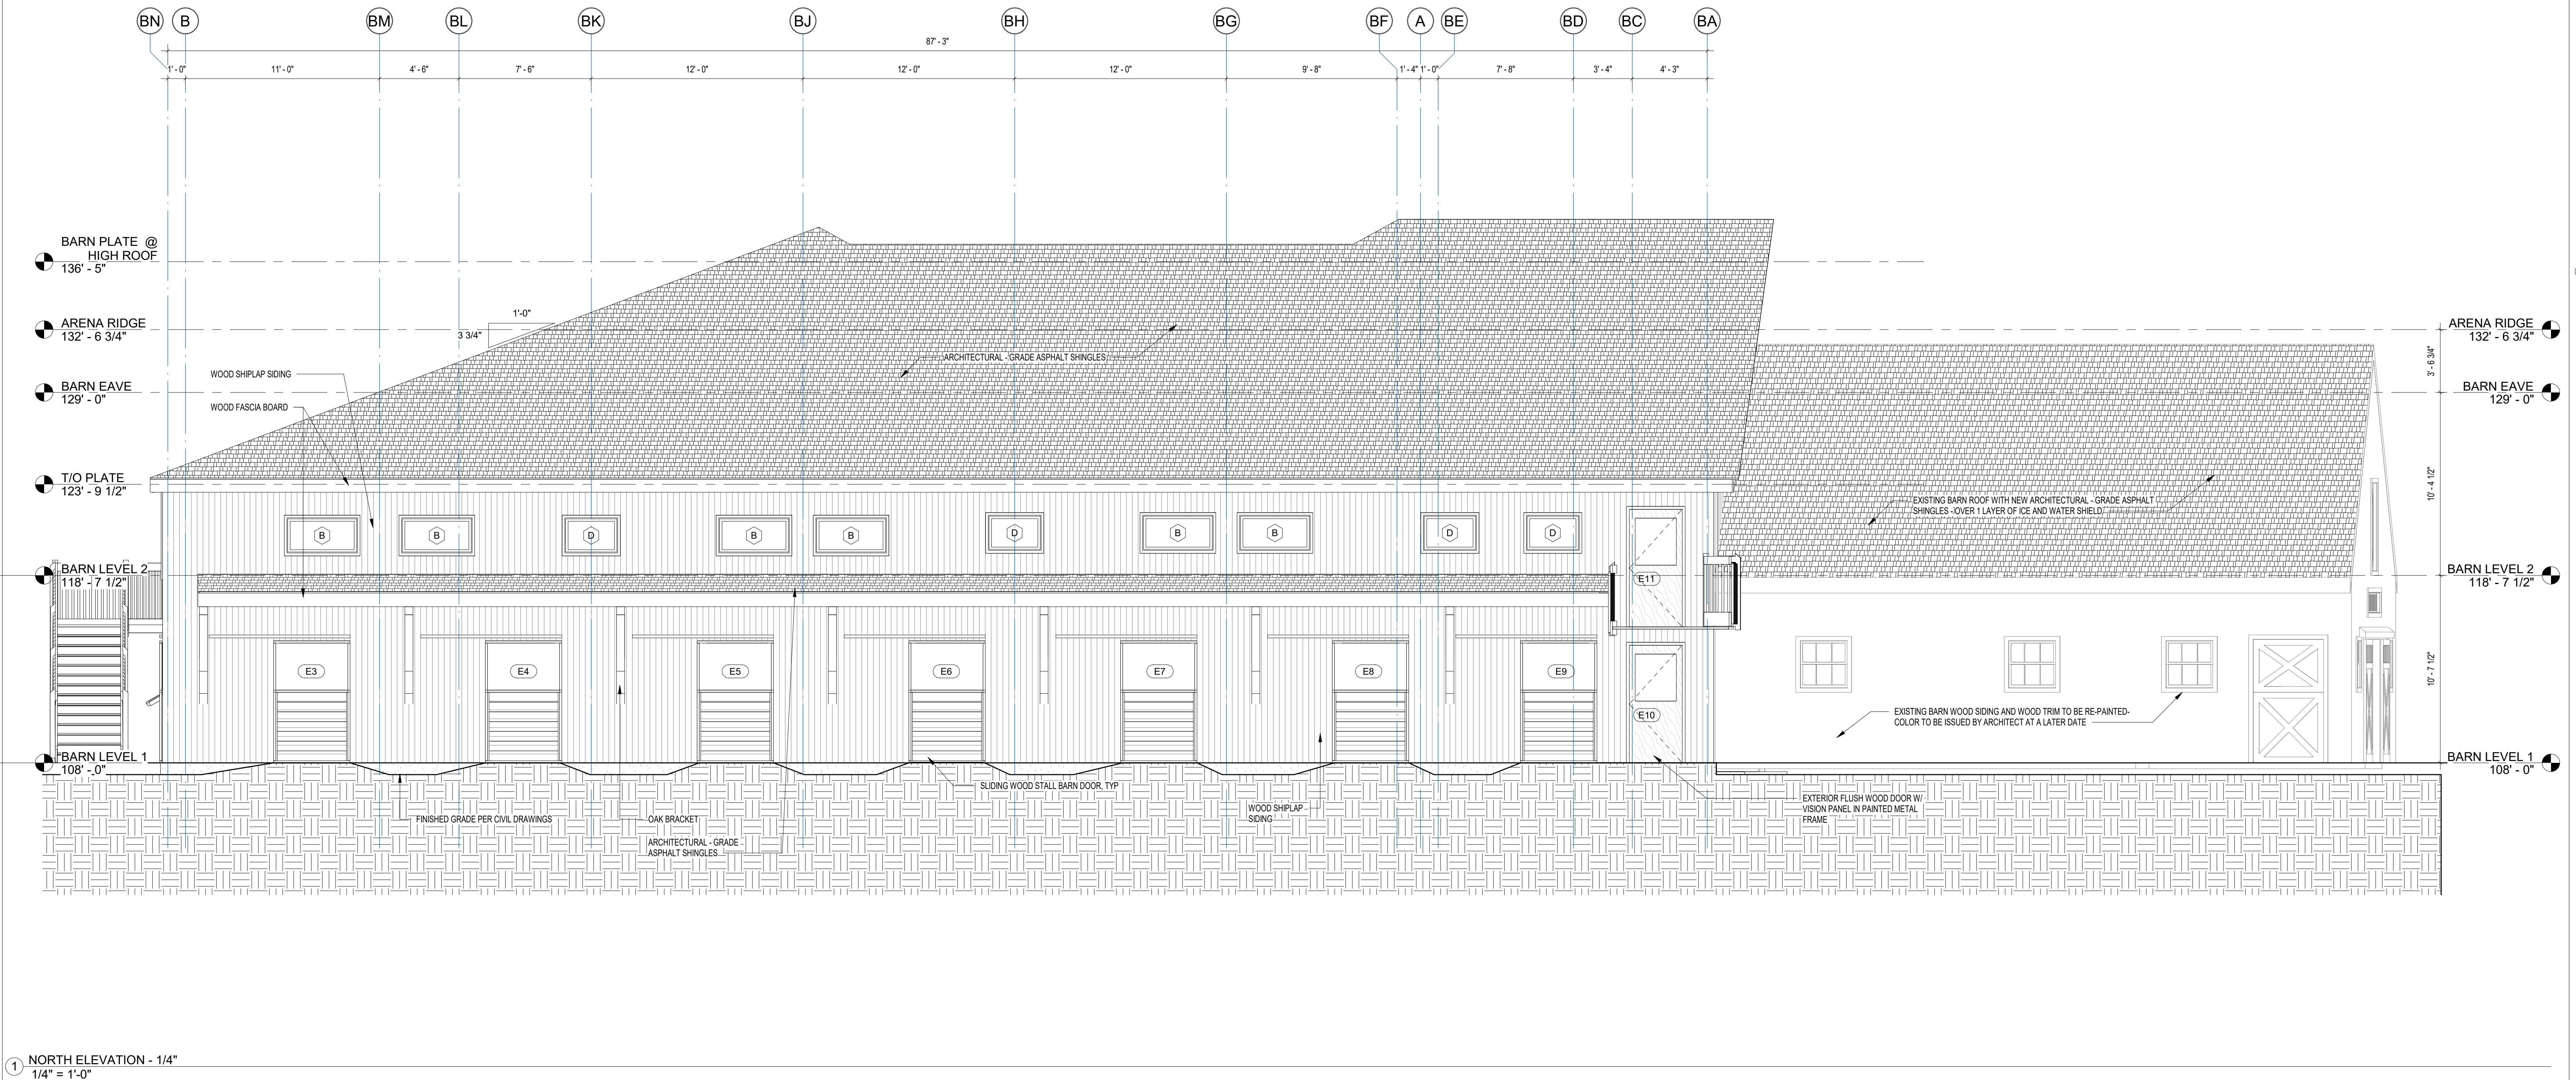 BN B BM BL BK BJ BH BG BF A BE BD BC BA
87' - 3"
1' - 0" 11' - 0" 4' - 6" 7' - 6" 12' - 0" 12' - 0" 12' - 0" 9' - 8" 1' - 4" 1' - 0" 7' - 8" 3' - 4" 4' - 3"
BARN PLATE @
HIGH ROOF
136' - 5"
ARENA RIDGE
132' - 6 3/4"
BARN EAVE
129' - 0"
T/O PLATE
123' - 9 1/2"
BARN LEVEL 2
118' - 7 1/2"
BARN LEVEL 1
108' - 0"
1'-0"
3 3/4"
WOOD SHIPLAP SIDING
WOOD FASCIA BOARD
ARCHITECTURAL - GRADE ASPHALT SHINGLES
B B D B B D B B D D
E11
E3 E4 E5 E6 E7 E8 E9
E10
EXISTING BARN ROOF WITH NEW ARCHITECTURAL - GRADE ASPHALT
SHINGLES - OVER 1 LAYER OF ICE AND WATER SHIELD
EXISTING BARN WOOD SIDING AND WOOD TRIM TO BE RE-PAINTED-
COLOR TO BE ISSUED BY ARCHITECT AT A LATER DATE
ARENA RIDGE
132' - 6 3/4"
3' - 6 3/4"
BARN EAVE
129' - 0"
10' - 4 1/2"
BARN LEVEL 2
118' - 7 1/2"
10' - 7 1/2"
BARN LEVEL 1
108' - 0"
SLIDING WOOD STALL BARN DOOR, TYP
FINISHED GRADE PER CIVIL DRAWINGS
OAK BRACKET
ARCHITECTURAL - GRADE
ASPHALT SHINGLES
WOOD SHIPLAP
SIDING
EXTERIOR FLUSH WOOD DOOR W/
VISION PANEL IN PAINTED METAL
FRAME
1 NORTH ELEVATION - 1/4"
1/4" = 1'-0"